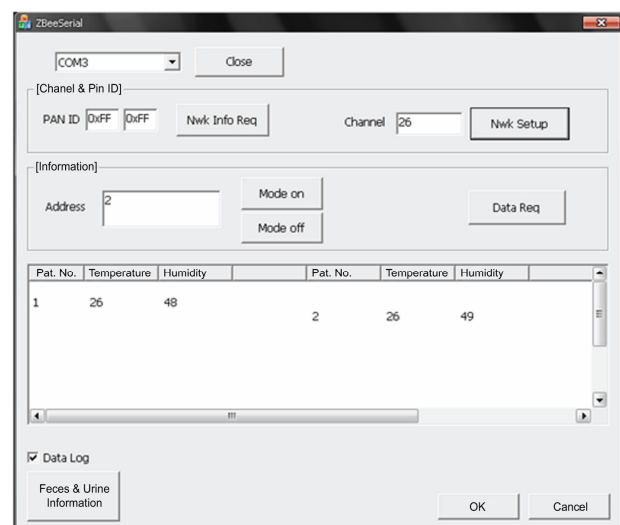 ZBeeSerial
COM3 Close
[Chanel & Pin ID]
PAN ID 0xFF 0xFF Nwk Info Req Channel 26 Nwk Setup
[Information]
Address 2 Mode on Mode off Data Req
Pat. No. Temperature Humidity Pat. No. Temperature Humidity
1 26 48
2 26 49
Data Log
Feces & Urine
Information
OK Cancel